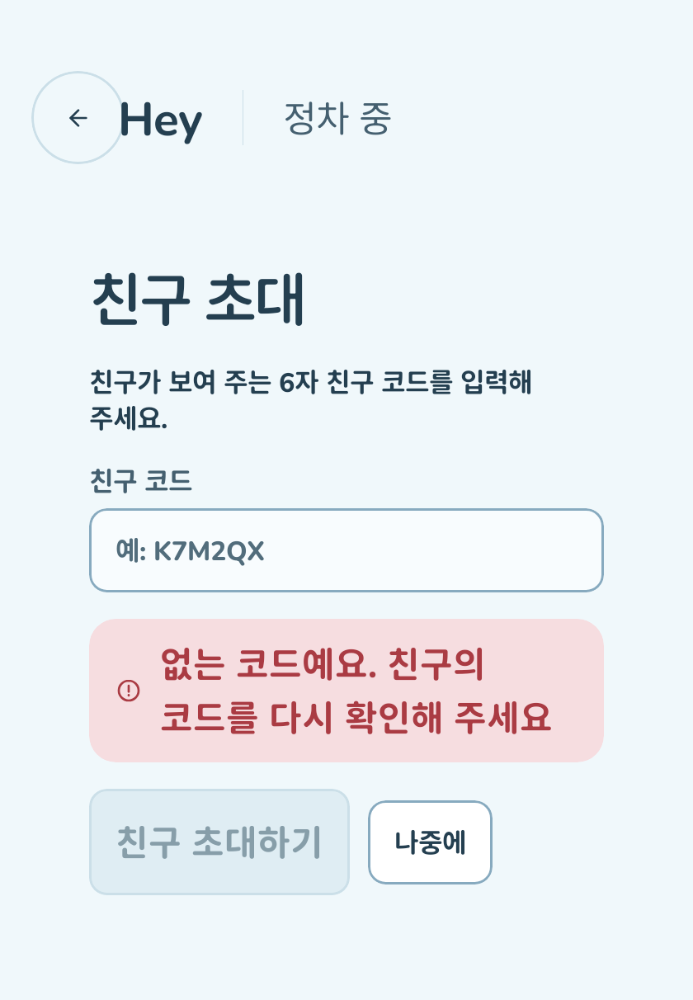 Hey
정차 중
친구 초대
친구가 보여 주는 6자 친구 코드를 입력해
주세요.
친구 코드
예: K7M2QX
없는 코드예요. 친구의
코드를 다시 확인해 주세요
친구 초대하기
나중에